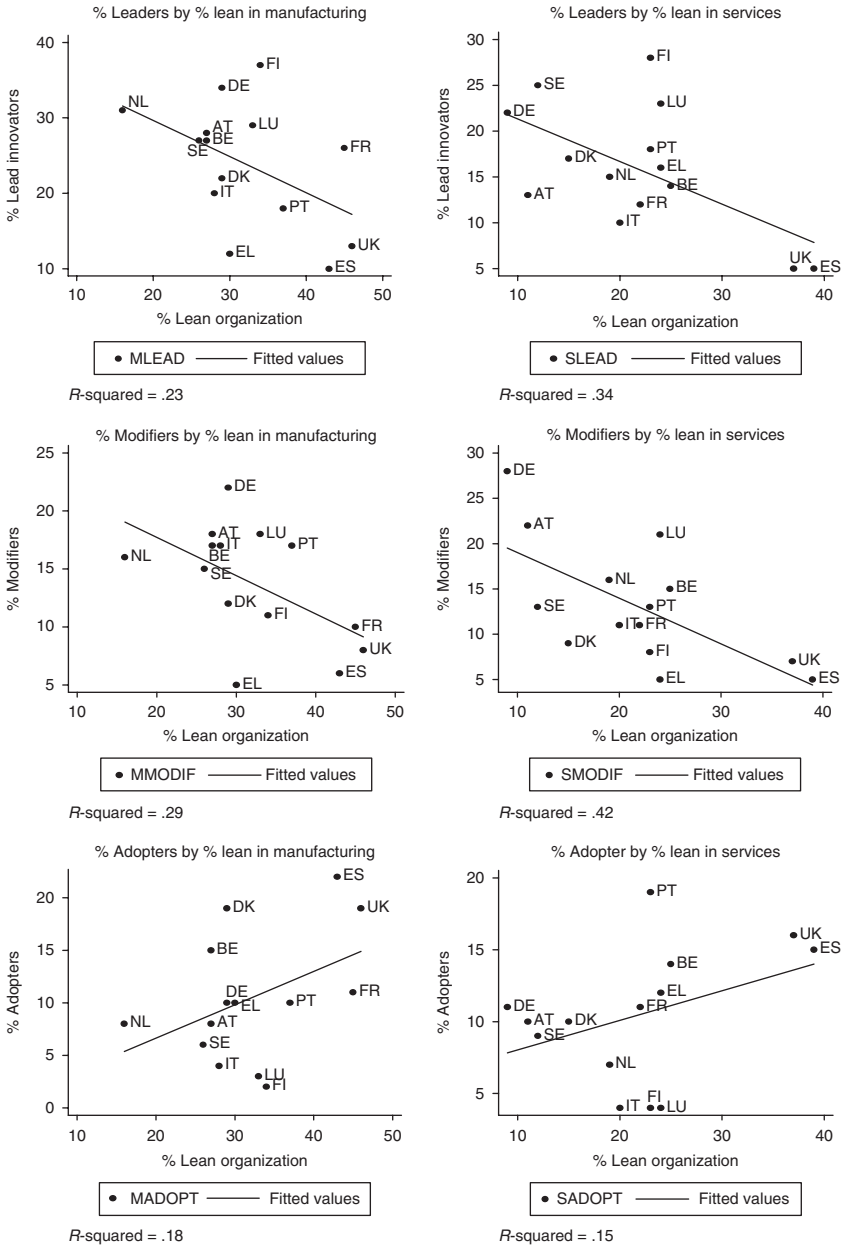 % Leaders by % lean in manufacturing
% Lead innovators
40
30
20
10
FI
DE
NL
AT
LU
BE
SE
FR
DK
IT
PT
EL
UK
ES
10 20 30 40 50
% Lean organization
MLEAD Fitted values
R-squared = .23
% Leaders by % lean in services
% Lead innovators
30
25
20
15
10
5
FI
SE
LU
DE
PT
DK
EL
NL
BE
AT
FR
IT
UK
ES
10 20 30 40
% Lean organization
SLEAD Fitted values
R-squared = .34
% Modifiers by % lean in manufacturing
% Modifiers
25
20
15
10
5
DE
AT
LU
IT
PT
BE
NL
SE
DK
FI
FR
UK
ES
EL
10 20 30 40 50
% Lean organization
MMODIF Fitted values
R-squared = .29
% Modifiers by % lean in services
% Modifiers
30
25
20
15
10
5
DE
AT
LU
NL
BE
SE
PT
IT
FR
DK
FI
UK
EL
ES
10 20 30 40
% Lean organization
SMODIF Fitted values
R-squared = .42
% Adopters by % lean in manufacturing
% Adopters
20
15
10
5
0
ES
DK
UK
BE
DE
EL
PT
FR
NL
AT
SE
IT
LU
FI
10 20 30 40 50
% Lean organization
MADOPT Fitted values
R-squared = .18
% Adopter by % lean in services
% Adopters
20
15
10
5
PT
UK
ES
BE
EL
DE
FR
AT
DK
SE
NL
FI
IT
LU
10 20 30 40
% Lean organization
SADOPT Fitted values
R-squared = .15